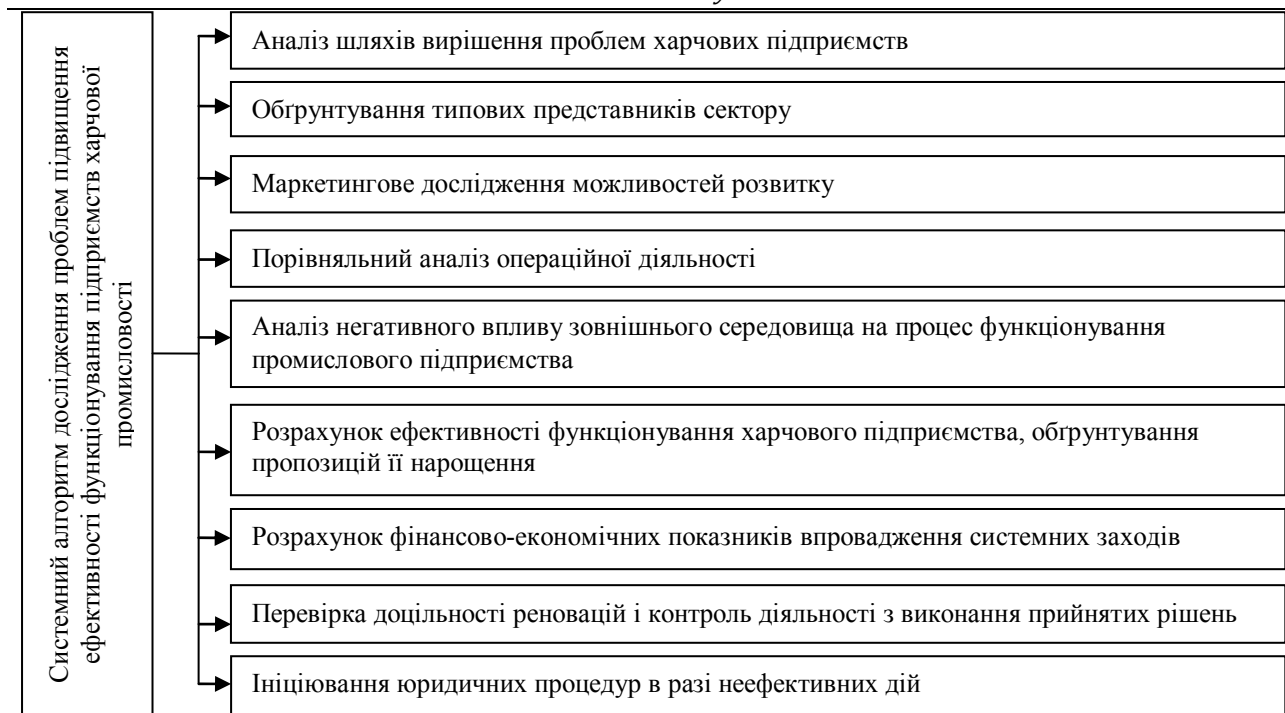 Системний алгоритм дослідження проблем підвищення
ефективності функціонування підприємств харчової
промисловості
Аналіз шляхів вирішення проблем харчових підприємств
Обґрунтування типових представників сектору
Маркетингове дослідження можливостей розвитку
Порівняльний аналіз операційної діяльності
Аналіз негативного впливу зовнішнього середовища на процес функціонування
промислового підприємства
Розрахунок ефективності функціонування харчового підприємства, обґрунтування
пропозицій її нарощення
Розрахунок фінансово-економічних показників впровадження системних заходів
Перевірка доцільності реновацій і контроль діяльності з виконання прийнятих рішень
Ініціювання юридичних процедур в разі неефективних дій